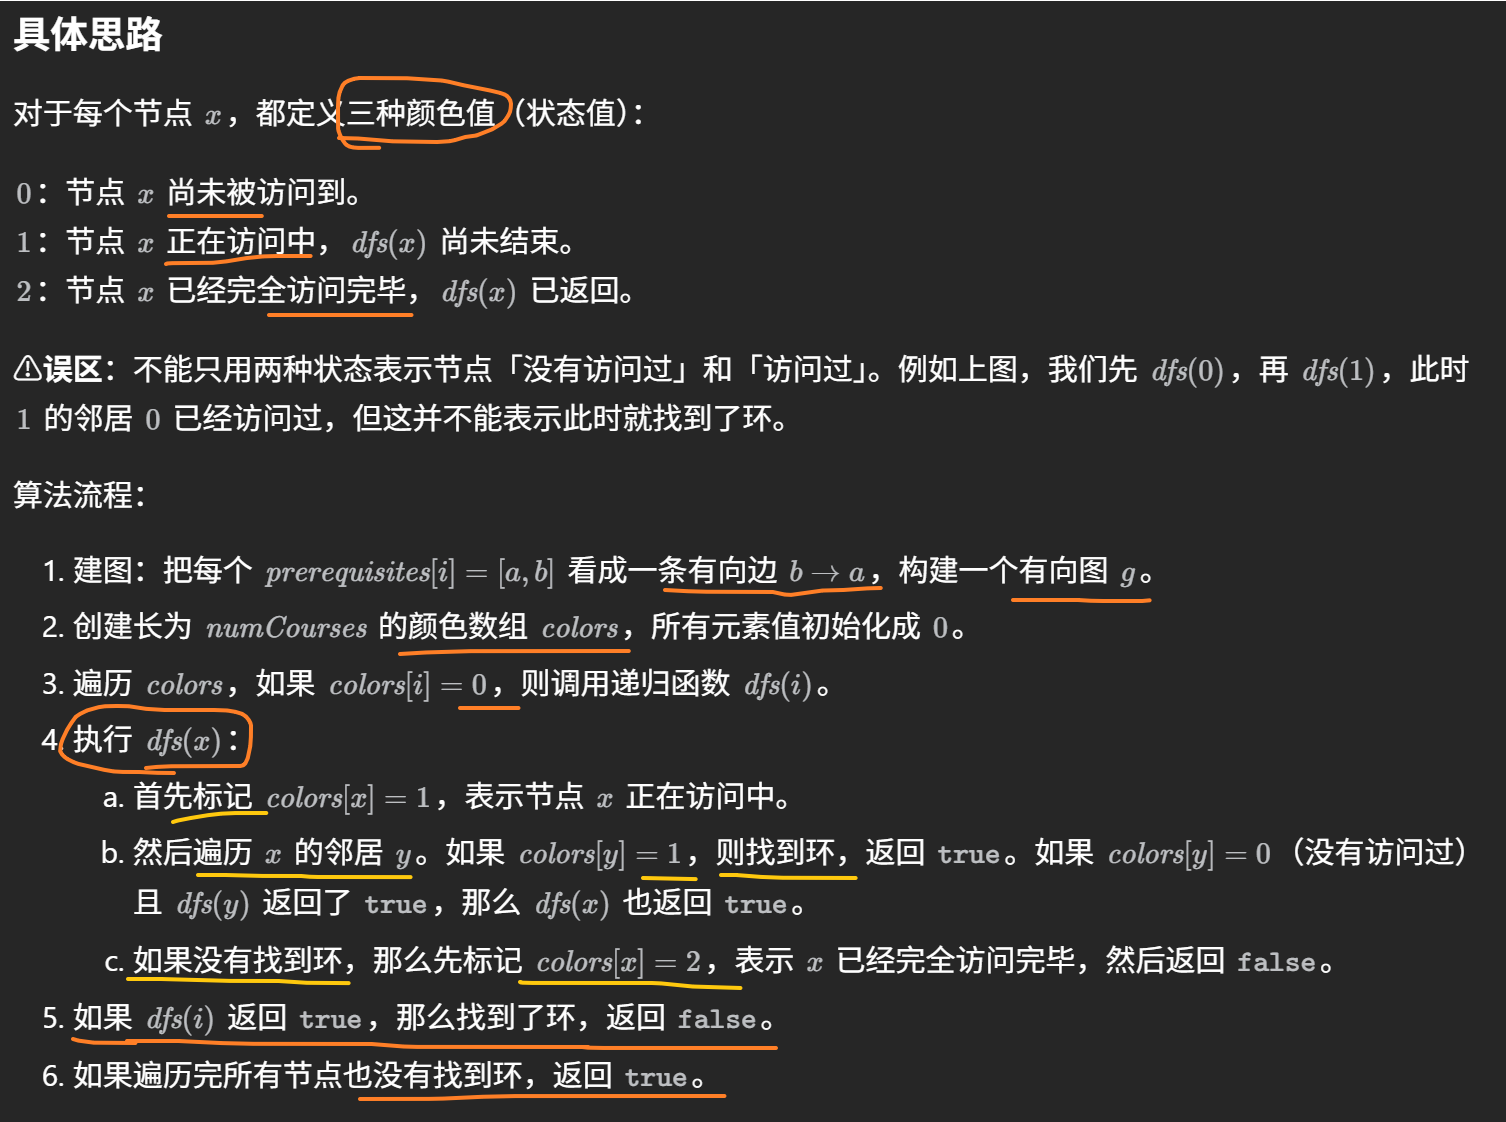 具体思路
对于每个节点 x，都定义三种颜色值（状态值）：
0：节点 x 尚未被访问到。
1：节点 x 正在访问中，dfs(x) 尚未结束。
2：节点 x 已经完全访问完毕，dfs(x) 已返回。
⚠误区：不能只用两种状态表示节点「没有访问过」和「访问过」。例如上图，我们先 dfs(0)，再 dfs(1)，此时
1 的邻居 0 已经访问过，但这并不能表示此时就找到了环。
算法流程：
1. 建图：把每个 prerequisites[i] = [a, b] 看成一条有向边 b → a，构建一个有向图 g。
2. 创建长为 numCourses 的颜色数组 colors，所有元素值初始化成 0。
3. 遍历 colors，如果 colors[i] = 0，则调用递归函数 dfs(i)。
4. 执行 dfs(x)：
a. 首先标记 colors[x] = 1，表示节点 x 正在访问中。
b. 然后遍历 x 的邻居 y。如果 colors[y] = 1，则找到环，返回 true。如果 colors[y] = 0（没有访问过）
且 dfs(y) 返回了 true，那么 dfs(x) 也返回 true。
c. 如果没有找到环，那么先标记 colors[x] = 2，表示 x 已经完全访问完毕，然后返回 false。
5. 如果 dfs(i) 返回 true，那么找到了环，返回 false。
6. 如果遍历完所有节点也没有找到环，返回 true。